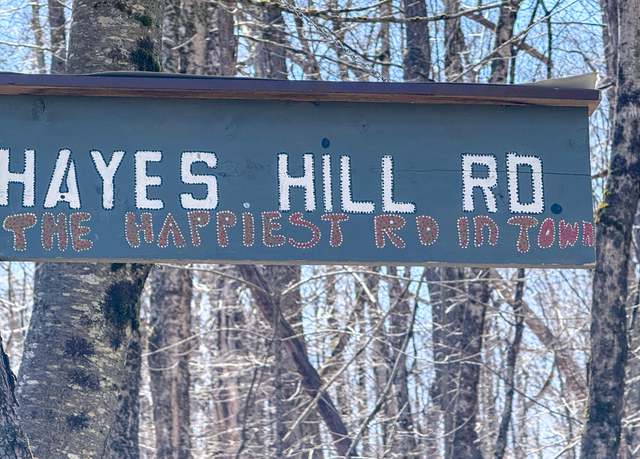 HAYES HILL RD
THE HAPPIEST RD IN TOWN